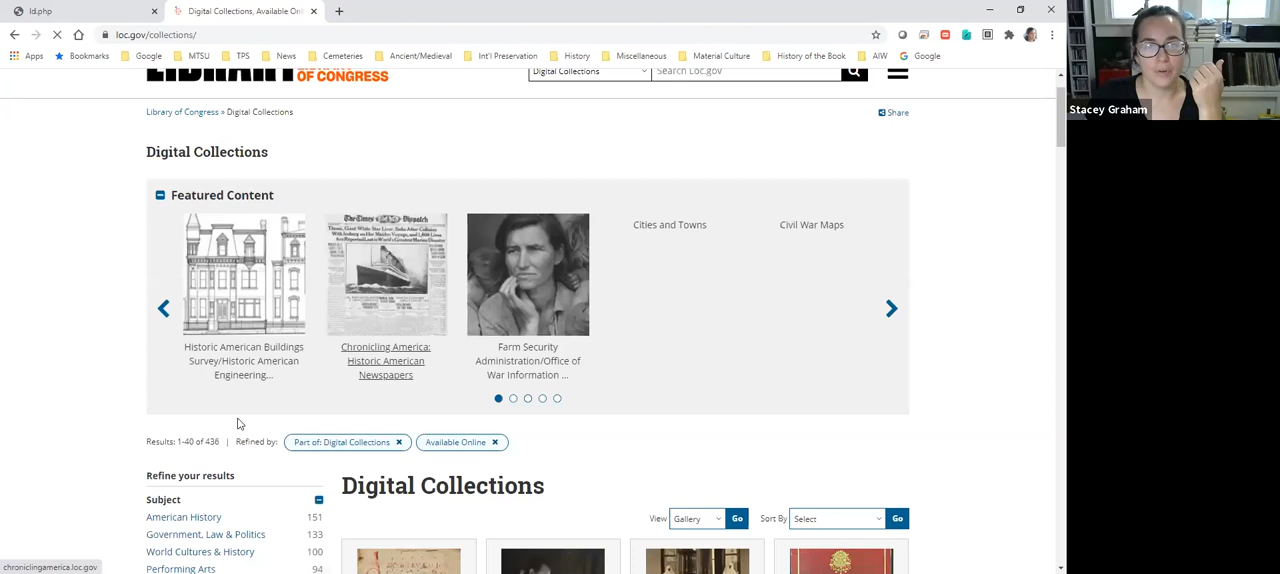 ld.php
Digital Collections, Available Onl
loc.gov/collections/
Apps Bookmarks Google MTSU TPS News Cemeteries Ancient/Medieval Int'l Preservation History Miscellaneous Material Culture History of the Book AIW Google
Stacey Graham
LIBRARY LIBRARY
OF CONGRESS
Digital Collections Search Loc.gov
Library of Congress » Digital Collections
Share
Digital Collections
Featured Content
The Times Dispatch
Cities and Towns
Civil War Maps
Historic American Buildings
Survey/Historic American
Engineering...
Chronicling America:
Historic American
Newspapers
Farm Security
Administration/Office of
War Information ...
Results: 1-40 of 436 | Refined by: Part of: Digital Collections Available Online
Refine your results
Digital Collections
Subject
American History 151
Government, Law & Politics 133
World Cultures & History 100
Performing Arts 94
View Gallery Go Sort By Select Go
chroniclingamerica.loc.gov